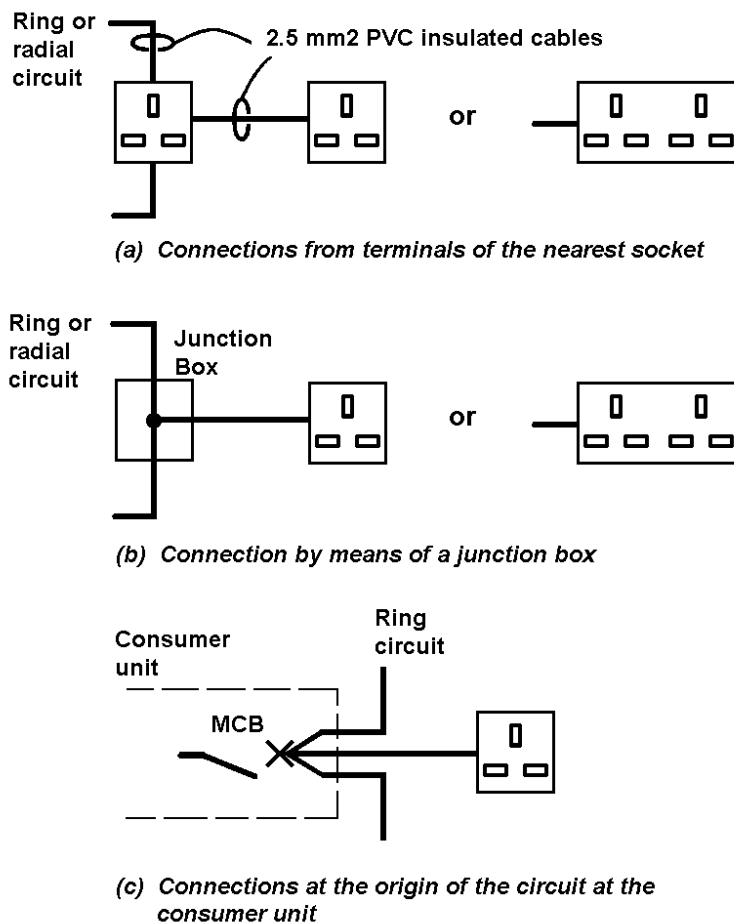 Ring or
radial
circuit
2.5 mm2 PVC insulated cables
or
(a) Connections from terminals of the nearest socket
Ring or
radial
circuit
Junction
Box
or
(b) Connection by means of a junction box
Ring
circuit
Consumer
unit
MCB
(c) Connections at the origin of the circuit at the
consumer unit